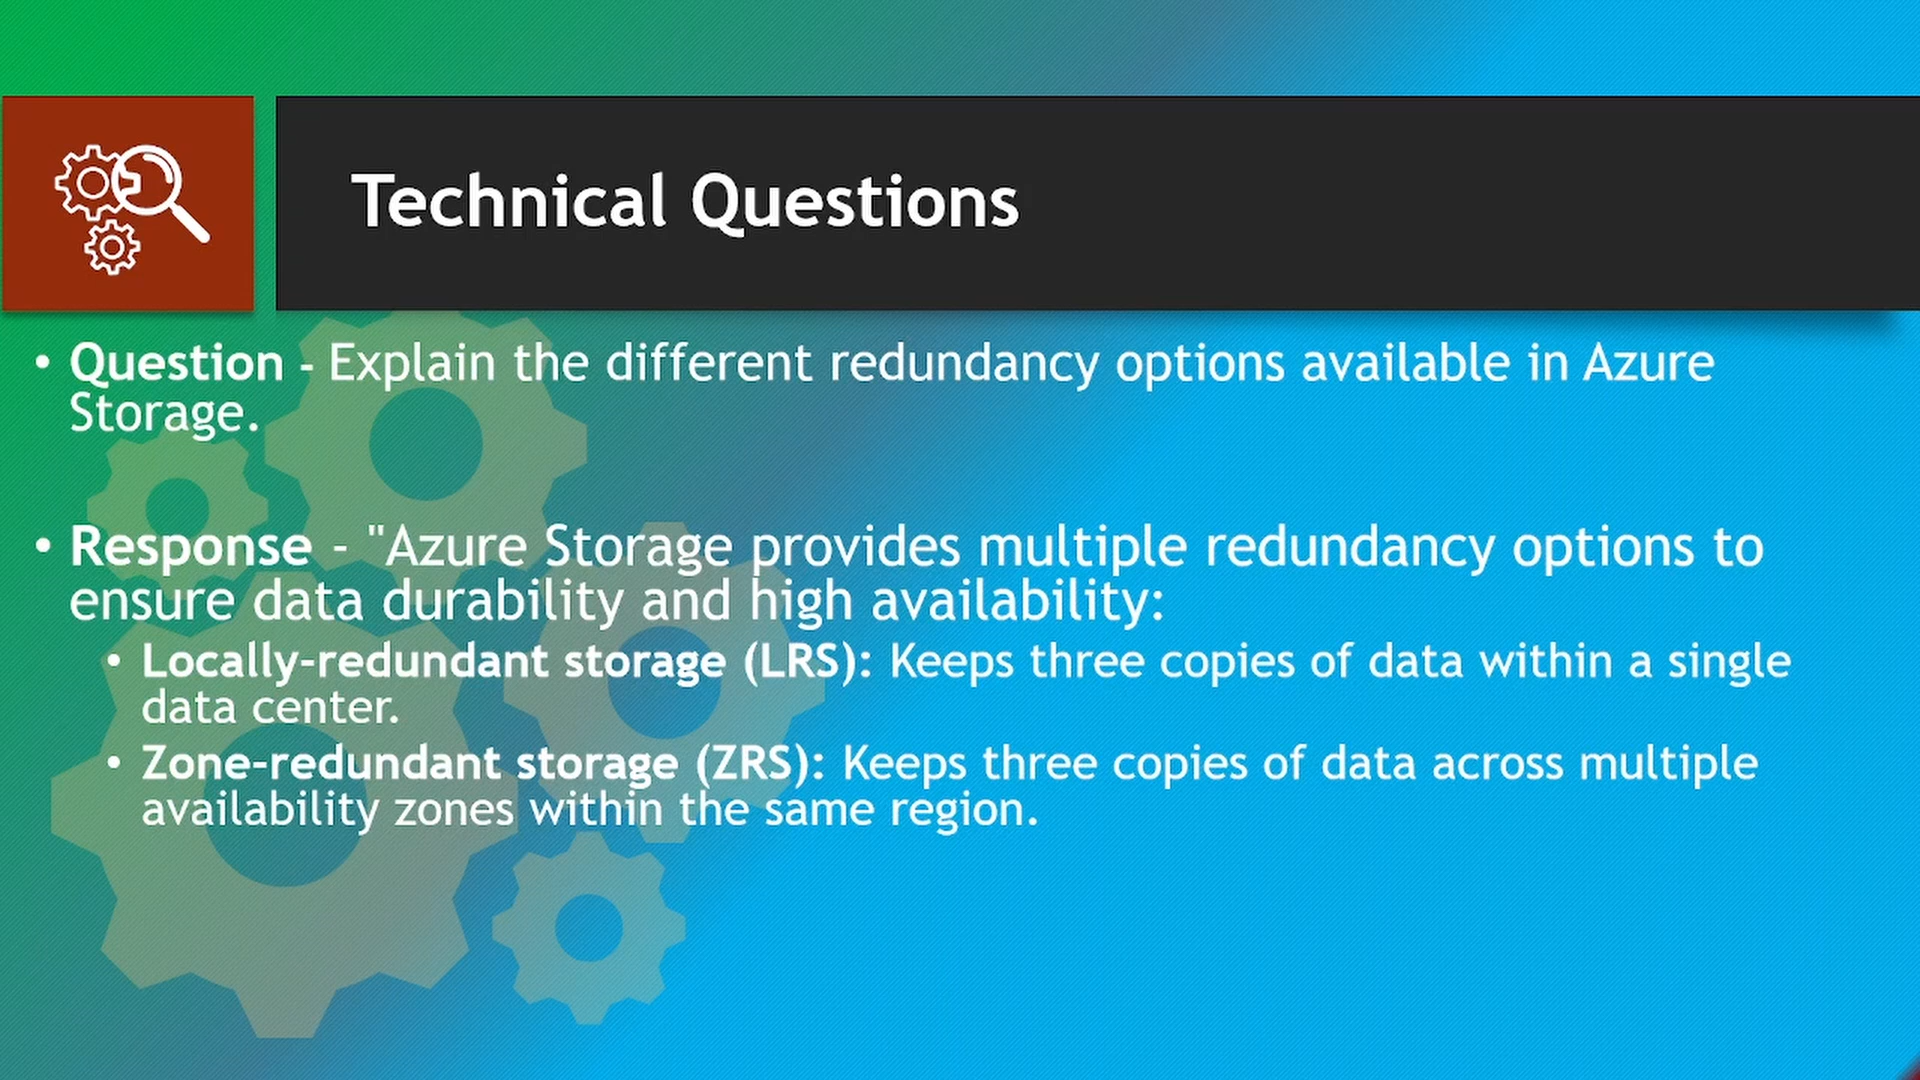 Technical Questions
• Question - Explain the different redundancy options available in Azure
Storage.
• Response - "Azure Storage provides multiple redundancy options to
ensure data durability and high availability:
• Locally-redundant storage (LRS): Keeps three copies of data within a single
data center.
• Zone-redundant storage (ZRS): Keeps three copies of data across multiple
availability zones within the same region.